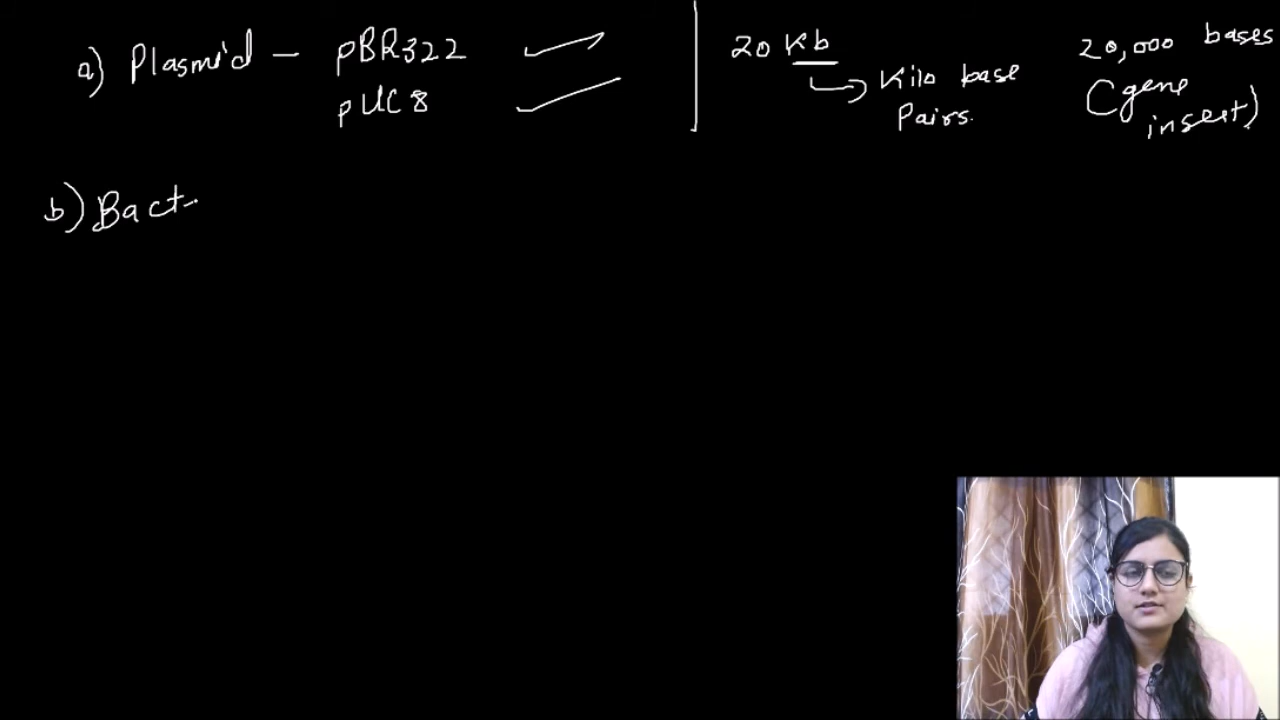 a) Plasmid - pBR322
pUC8
20 Kb
Kilo base
Pairs.
20,000 bases
(gene
insert)
b) Bact-